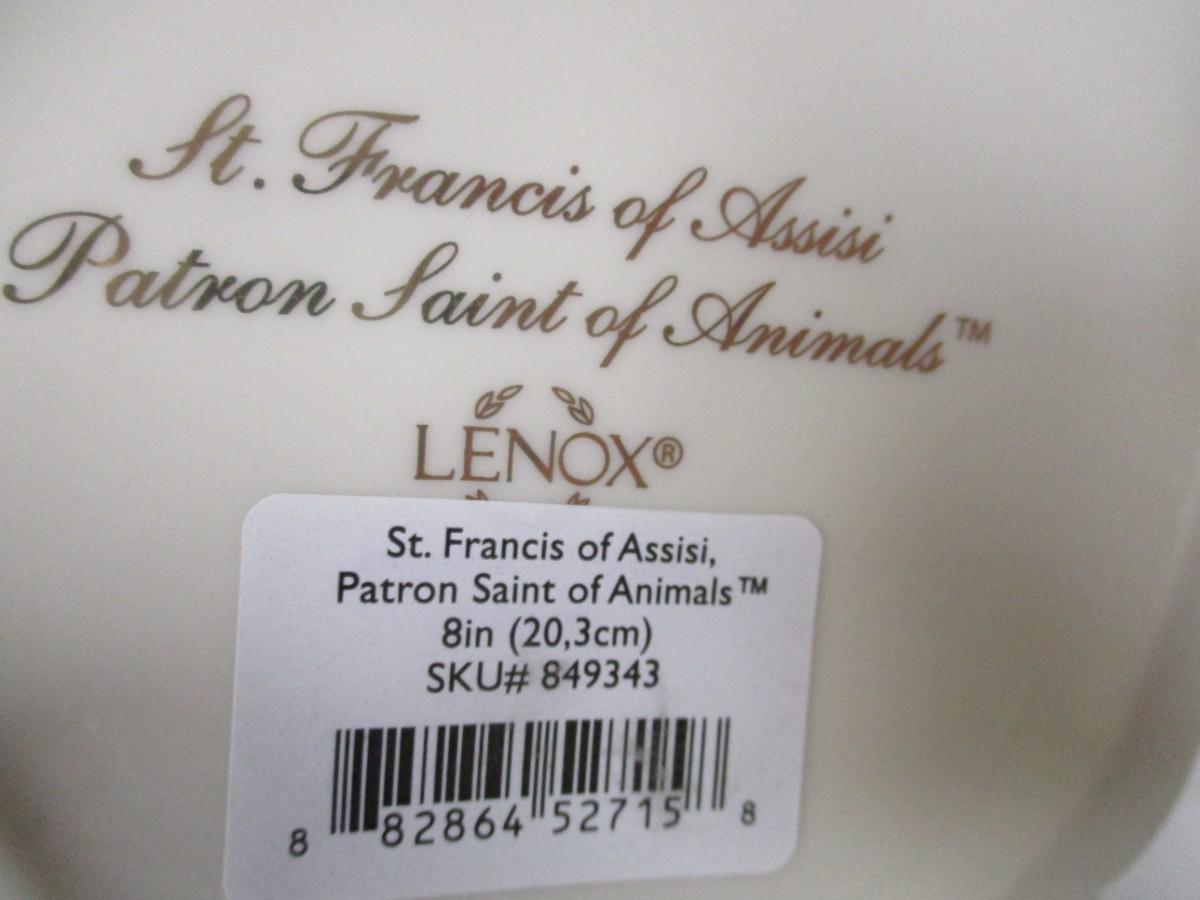 St. Francis of Assisi
Patron Saint of Animals™
LENOX®
St. Francis of Assisi,
Patron Saint of Animals™
8in (20,3cm)
SKU# 849343
8 82864 52715 8